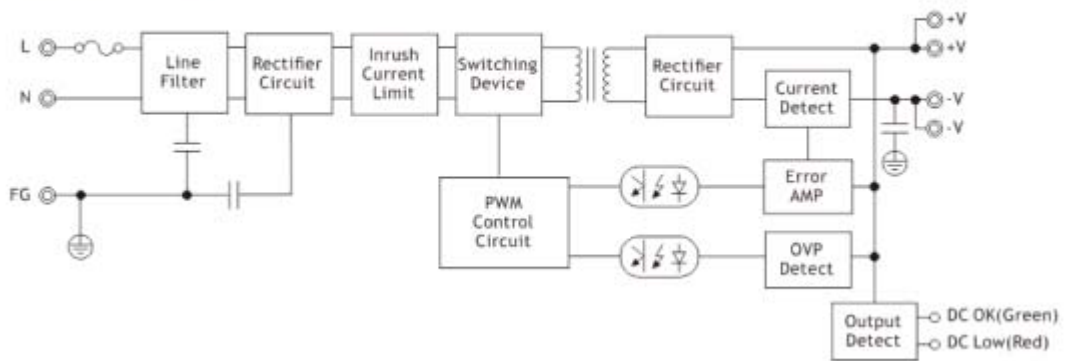 +V
L
+V
Line
Filter
Rectifier
Circuit
Inrush
Current
Limit
Switching
Device
Rectifier
Circuit
Current
Detect
N
-V
-V
FG
PWM
Control
Circuit
Error
AMP
OVP
Detect
Output
Detect
DC OK(Green)
DC Low(Red)